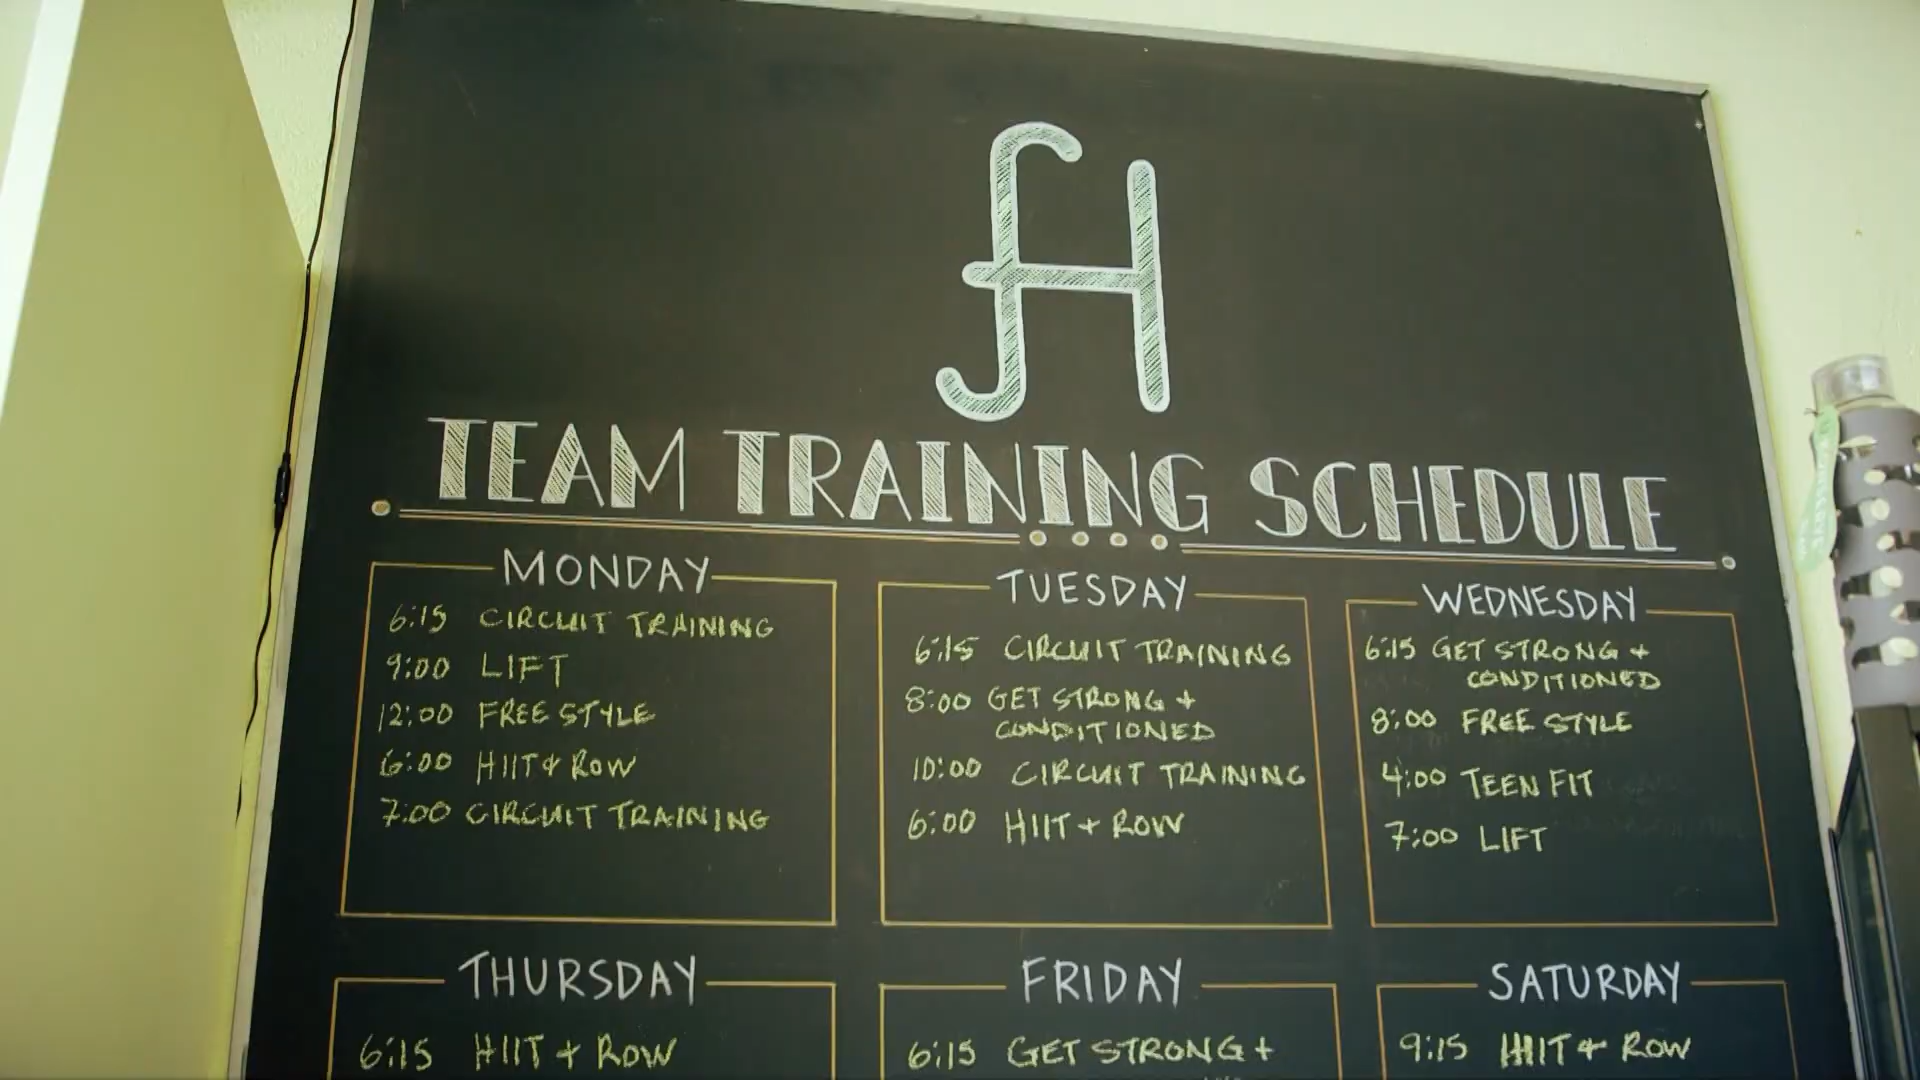 fH
TEAM TRAINING SCHEDULE
MONDAY
6:15 CIRCUIT TRAINING
9:00 LIFT
12:00 FREE STYLE
6:00 HIIT + ROW
7:00 CIRCUIT TRAINING
TUESDAY
6:15 CIRCUIT TRAINING
8:00 GET STRONG +
CONDITIONED
10:00 CIRCUIT TRAINING
6:00 HIIT + ROW
WEDNESDAY
6:15 GET STRONG +
CONDITIONED
8:00 FREE STYLE
4:00 TEEN FIT
7:00 LIFT
THURSDAY
6:15 HIIT + ROW
FRIDAY
6:15 GET STRONG +
SATURDAY
9:15 HIIT + ROW